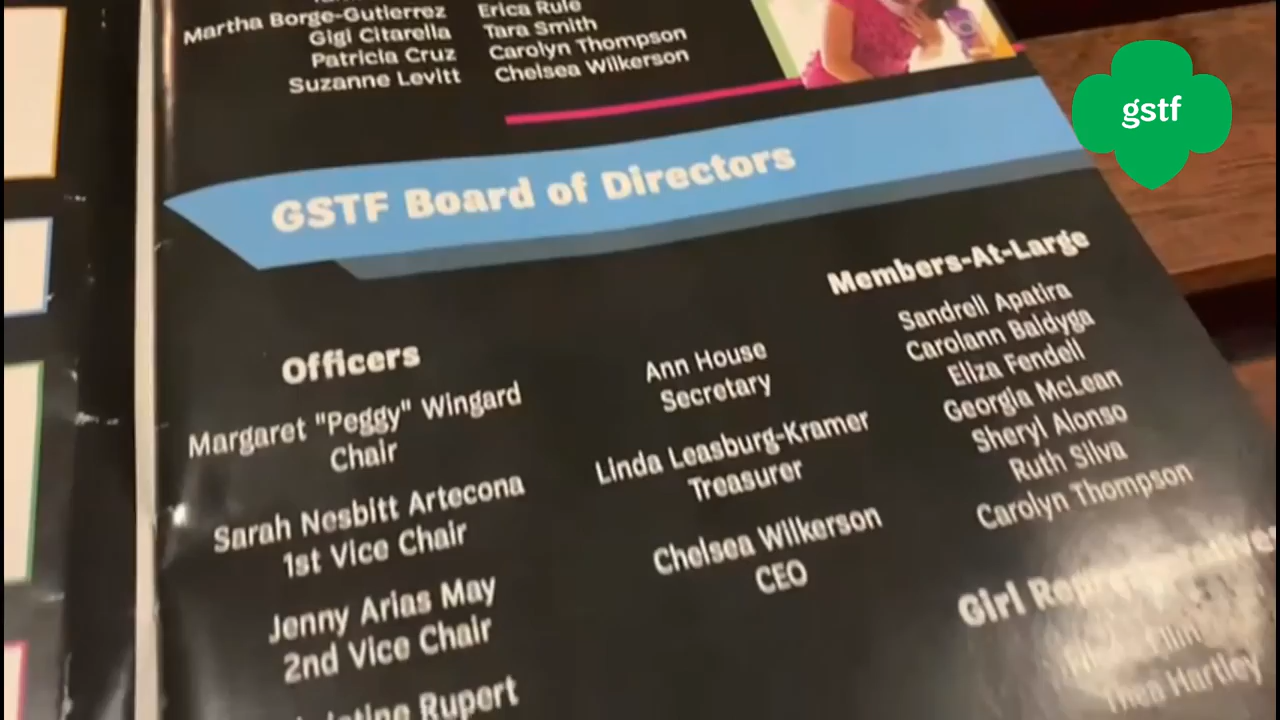 Martha Borge-Gutierrez
Gigi Citarella
Patricia Cruz
Suzanne Levitt
Erica Rule
Tara Smith
Carolyn Thompson
Chelsea Wilkerson
gstf
GSTF Board of Directors
Officers
Margaret "Peggy" Wingard
Chair
Sarah Nesbitt Artecona
1st Vice Chair
Jenny Arias May
2nd Vice Chair
Rupert
Ann House
Secretary
Linda Leasburg-Kramer
Treasurer
Chelsea Wilkerson
CEO
Members-At-Large
Sandrell Apatira
Carolann Baldyga
Eliza Fendell
Georgia McLean
Sheryl Alonso
Ruth Silva
Carolyn Thompson
Girl
Thea Hartley